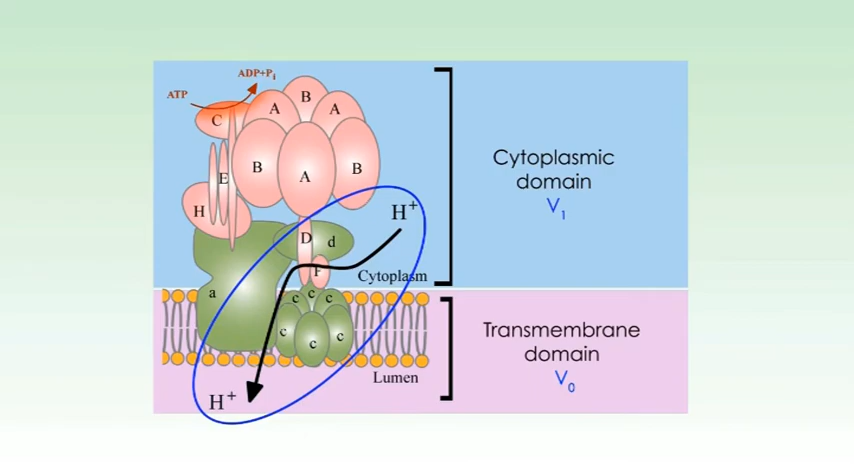 ADP+Pi
ATP
B
A
A
C
B
A
B
E
H
H+
D
d
F
Cytoplasm
a
c
c
c
c
c
c
Lumen
H+
Cytoplasmic
domain
V1
Transmembrane
domain
V0